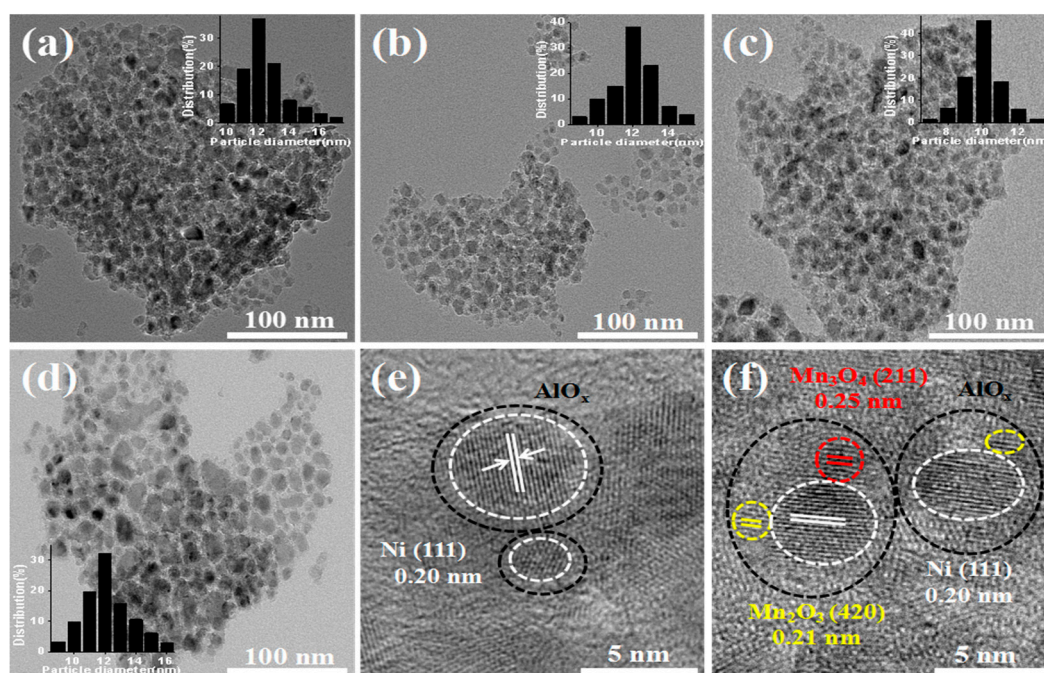 (a)
Distribution(%)
30
20
10
0
10 12 14 16
Particle diameter(nm)
100 nm
(b)
Distribution(%)
40
30
20
10
0
10 12 14
Particle diameter(nm)
100 nm
(c)
Distribution(%)
40
20
0
8 10 12
Particle diameter(nm)
100 nm
(d)
Distribution(%)
30
20
10
0
10 12 14 16
Particle diameter(nm)
100 nm
(e)
AlOₓ
Ni (111)
0.20 nm
5 nm
(f)
Mn₃O₄ (211)
0.25 nm
AlOₓ
Ni (111)
0.20 nm
Mn₂O₃ (420)
0.21 nm
5 nm